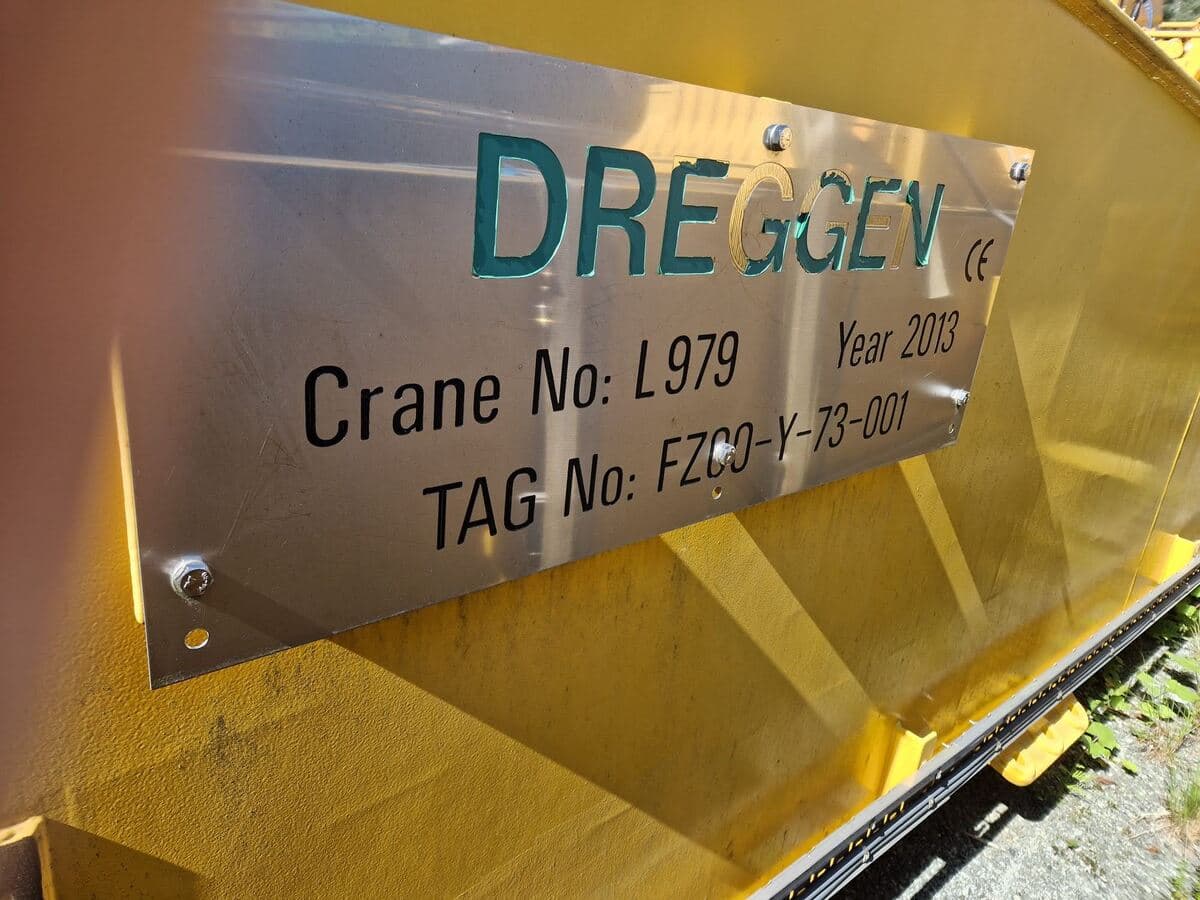 DREGGEN
CE
Crane No: L979 Year 2013
TAG No: FZ00-Y-73-001